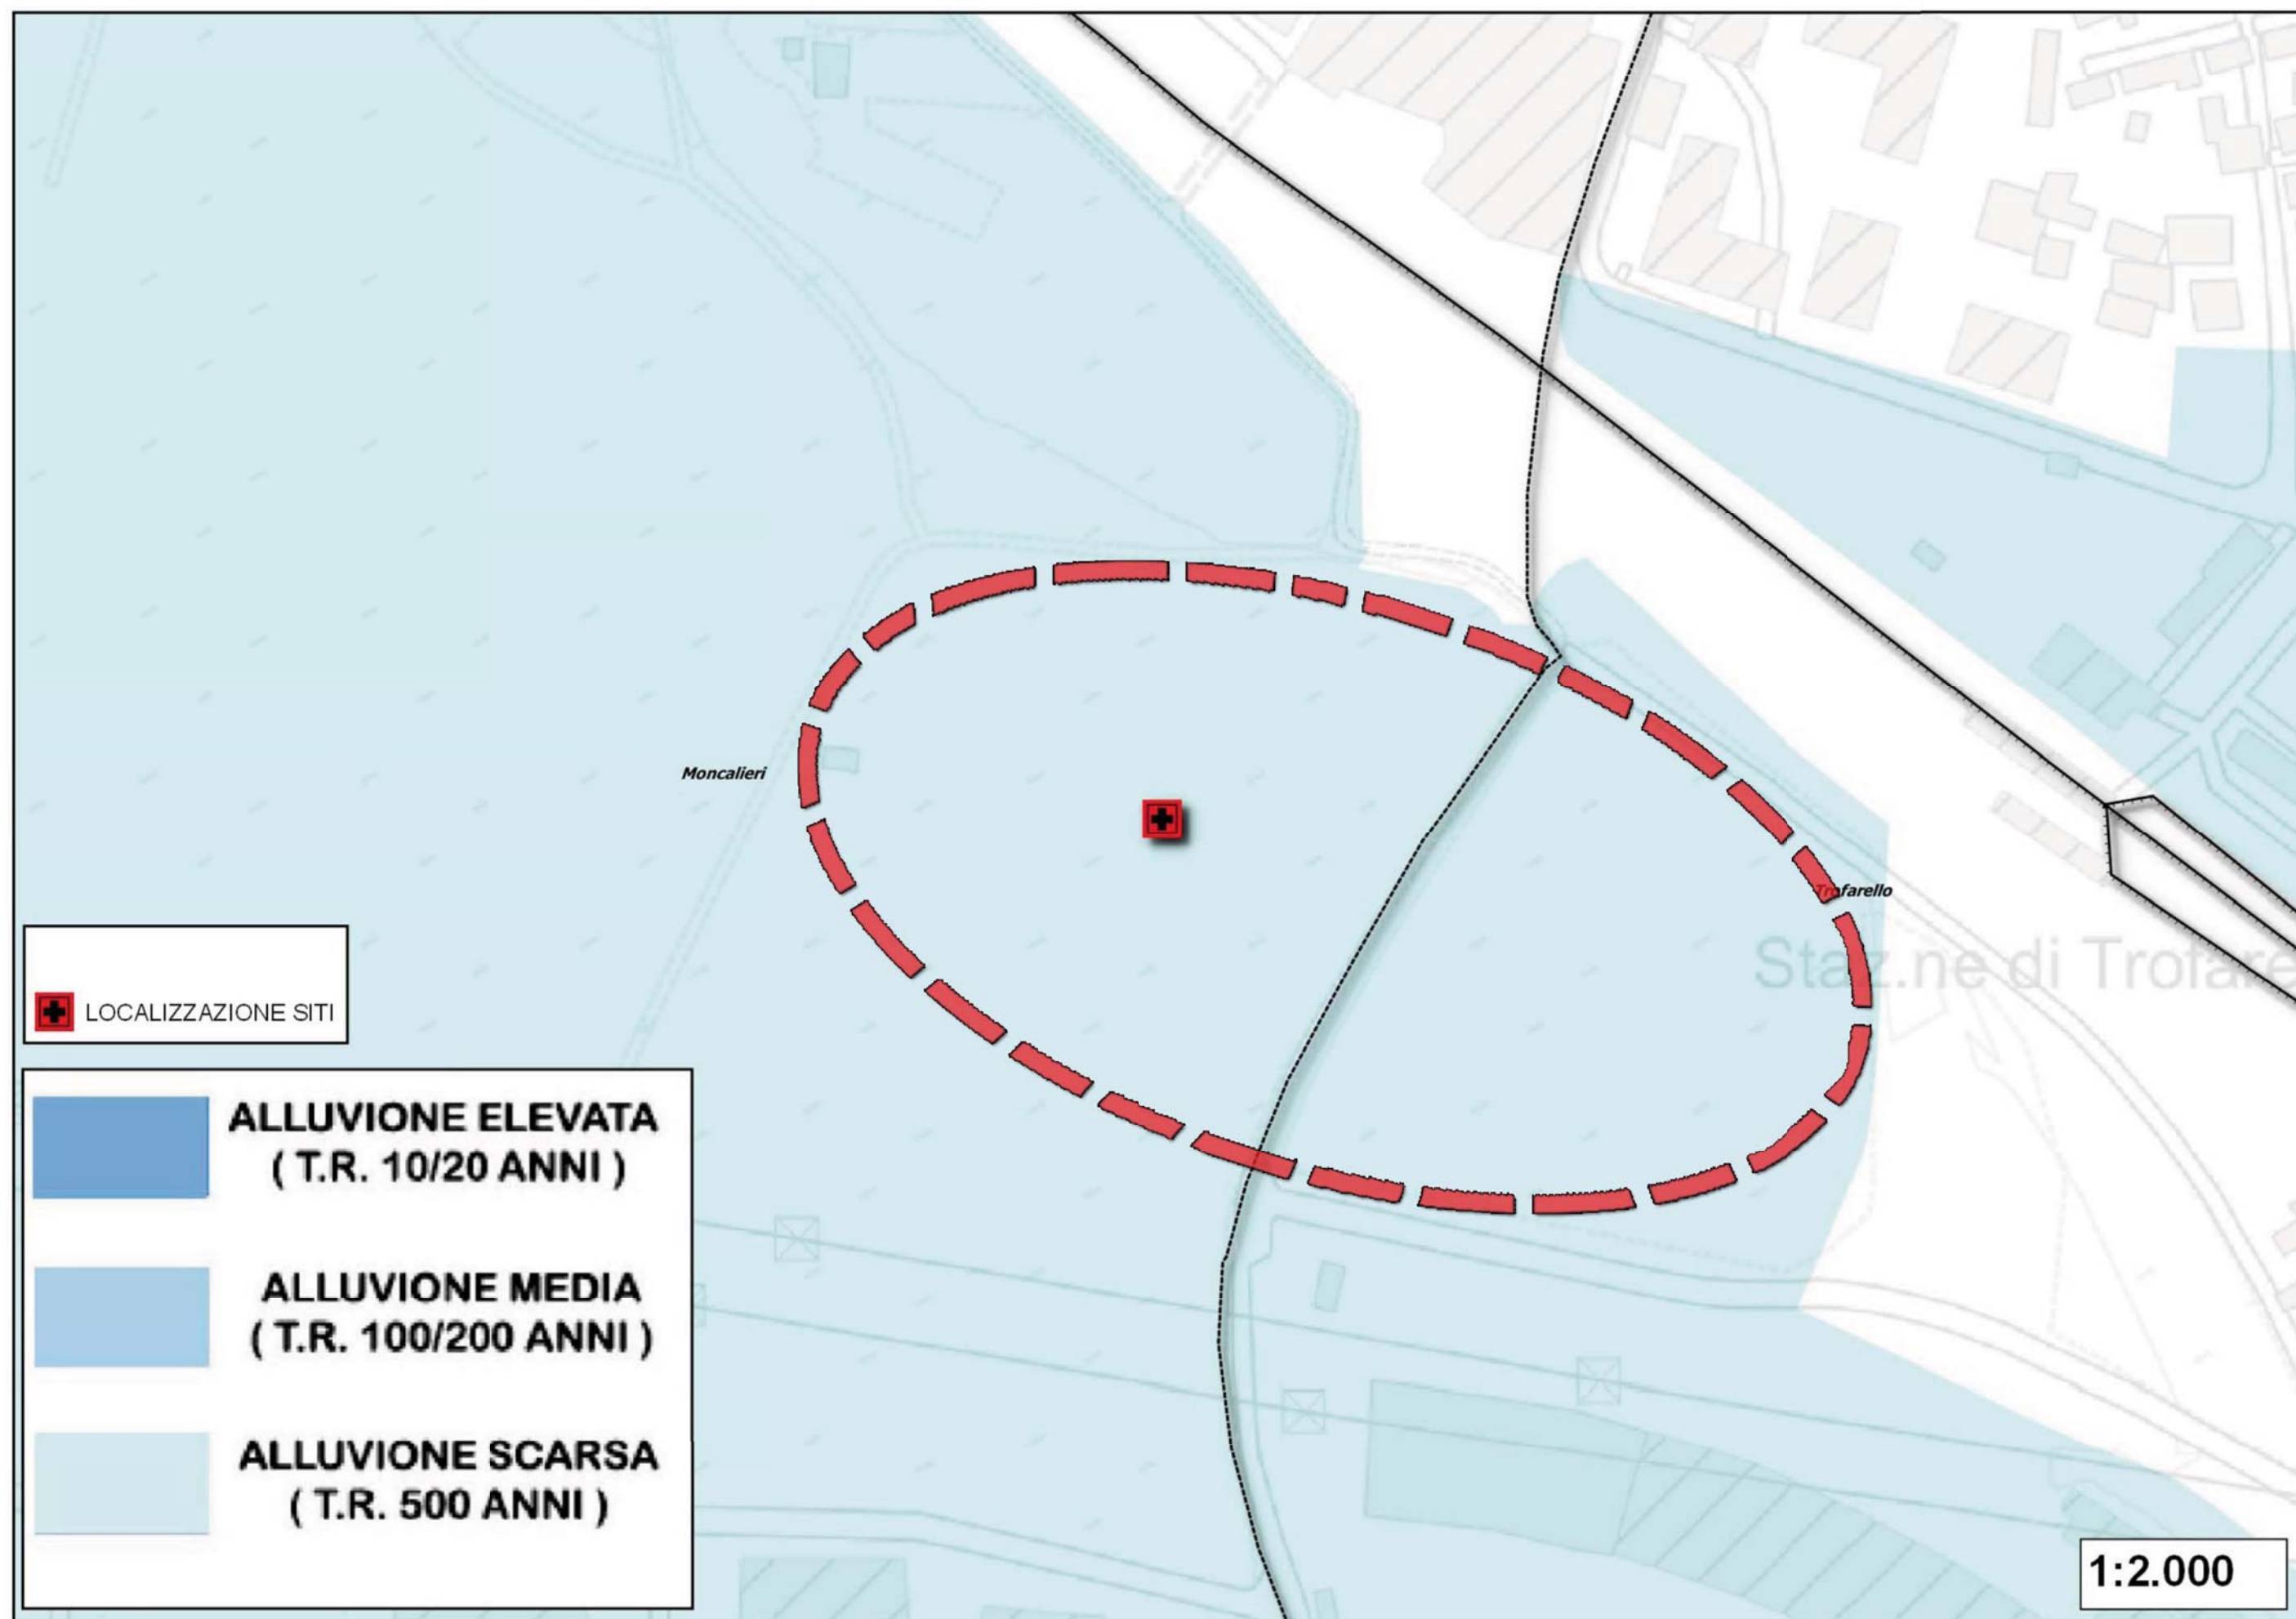 Moncalieri
Trofarello
Staz.ne di Trofare
LOCALIZZAZIONE SITI
ALLUVIONE ELEVATA
( T.R. 10/20 ANNI )
ALLUVIONE MEDIA
( T.R. 100/200 ANNI )
ALLUVIONE SCARSA
( T.R. 500 ANNI )
1:2.000